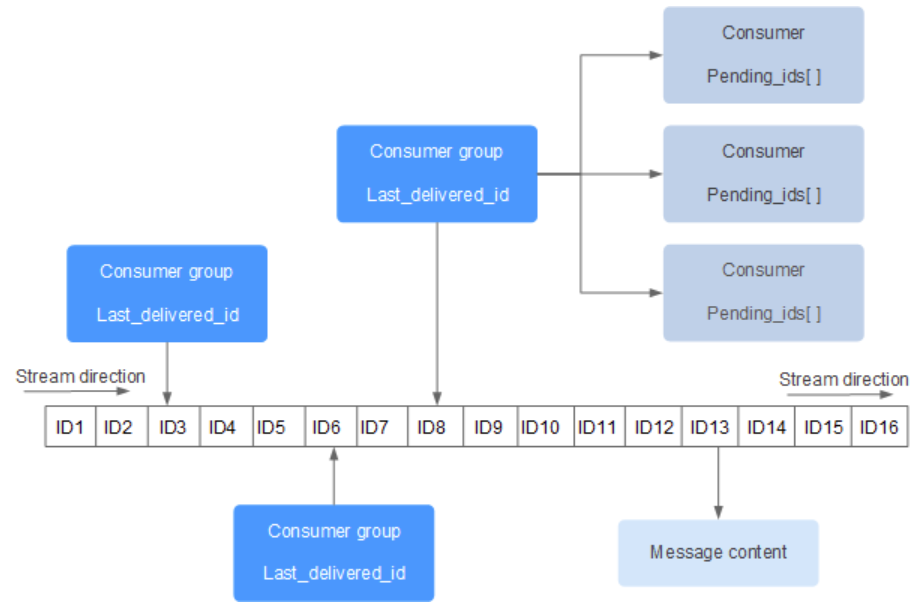 Consumer
Pending_ids[ ]
Consumer group
Last_delivered_id
Consumer
Pending_ids[ ]
Consumer group
Last_delivered_id
Consumer
Pending_ids[ ]
Stream direction
Stream direction
ID1 ID2 ID3 ID4 ID5 ID6 ID7 ID8 ID9 ID10 ID11 ID12 ID13 ID14 ID15 ID16
Consumer group
Last_delivered_id
Message content